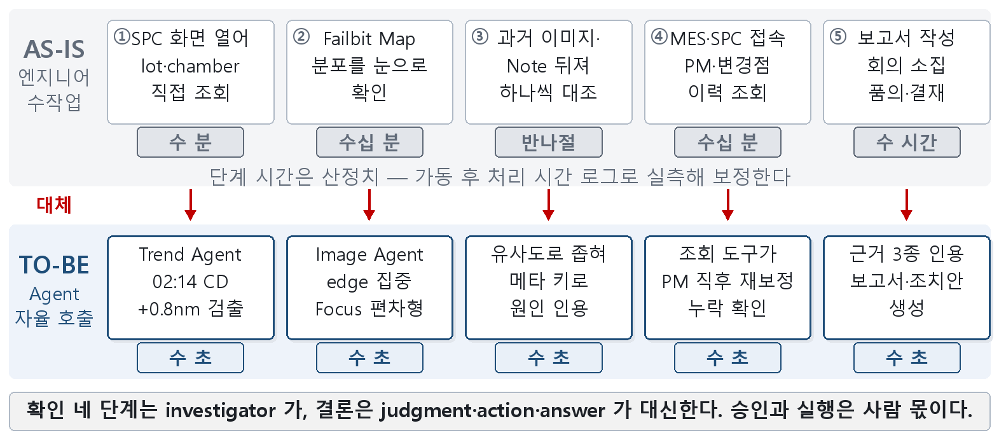 AS-IS
엔지니어
수작업
①SPC 화면 열어
lot·chamber
직접 조회
수 분
② Failbit Map
분포를 눈으로
확인
수십 분
③ 과거 이미지·
Note 뒤져
하나씩 대조
반나절
④MES·SPC 접속
PM·변경점
이력 조회
수십 분
⑤ 보고서 작성
회의 소집
품의·결재
수 시간
단계 시간은 산정치 — 가동 후 처리 시간 로그로 실측해 보정한다
대체
TO-BE
Agent
자율 호출
Trend Agent
02:14 CD
+0.8nm 검출
수 초
Image Agent
edge 집중
Focus 편차형
수 초
유사도로 좁혀
메타 키로
원인 인용
수 초
조회 도구가
PM 직후 재보정
누락 확인
수 초
근거 3종 인용
보고서·조치안
생성
수 초
확인 네 단계는 investigator 가, 결론은 judgment·action·answer 가 대신한다. 승인과 실행은 사람 몫이다.